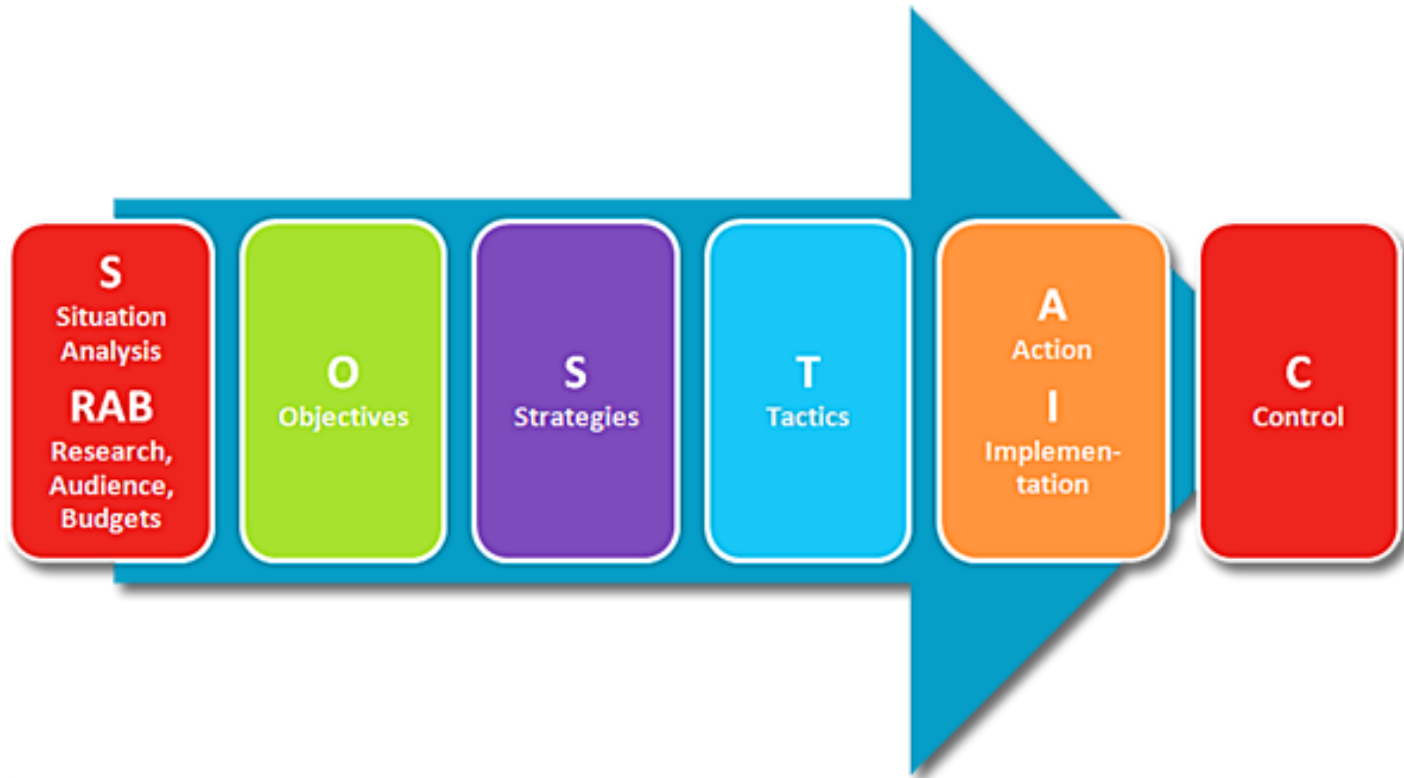 S
Situation
Analysis
RAB
Research,
Audience,
Budgets
O
Objectives
S
Strategies
T
Tactics
A
Action
I
Implemen-
tation
C
Control